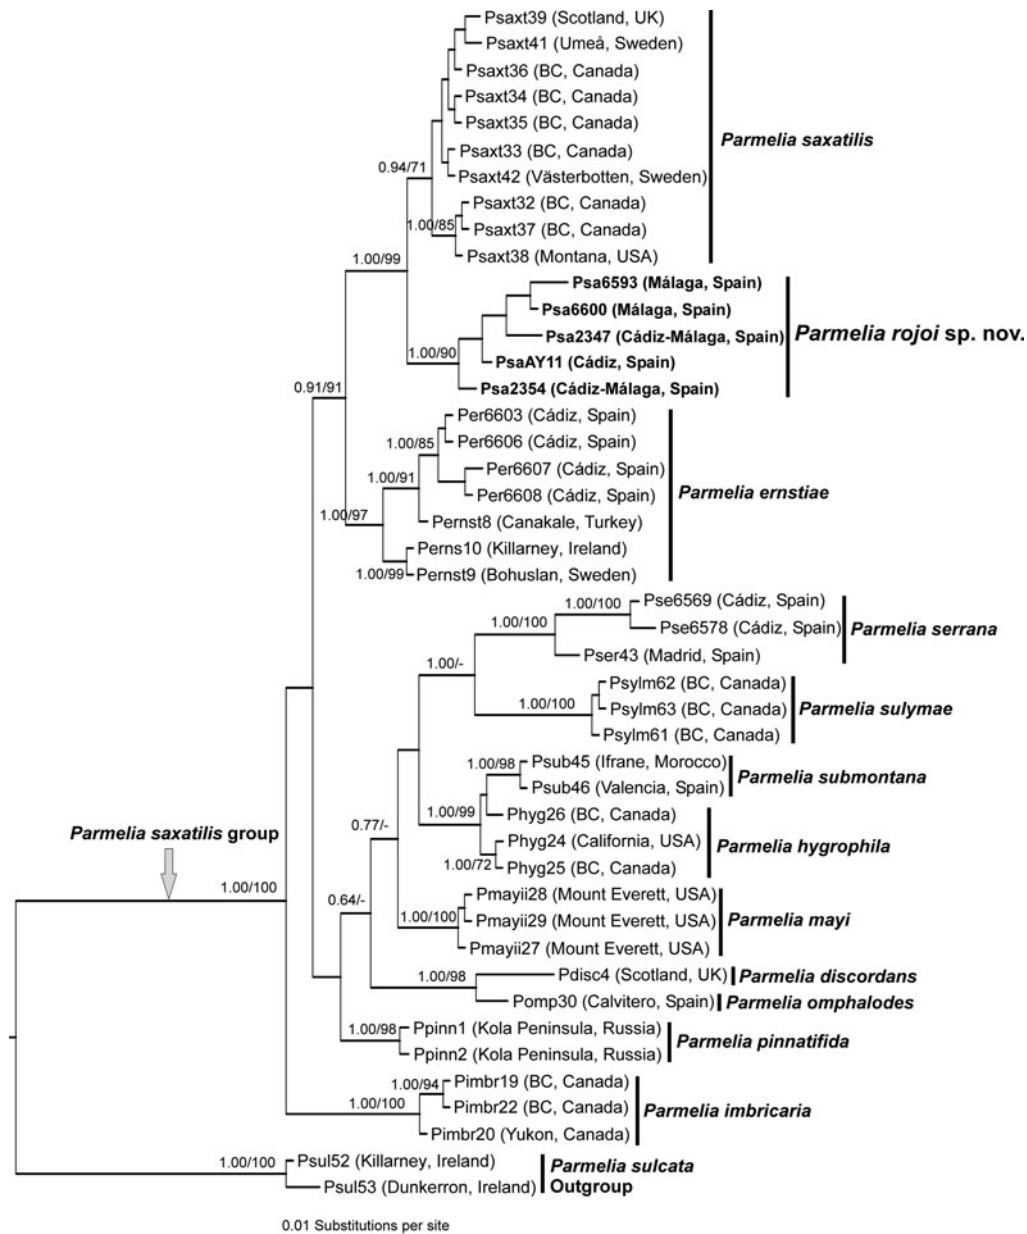 Psaxt39 (Scotland, UK)
Psaxt41 (Umeå, Sweden)
Psaxt36 (BC, Canada)
Psaxt34 (BC, Canada)
Psaxt35 (BC, Canada)
Parmelia saxatilis
Psaxt33 (BC, Canada)
0.94/71
Psaxt42 (Västerbotten, Sweden)
Psaxt32 (BC, Canada)
1.00/85
Psaxt37 (BC, Canada)
Psaxt38 (Montana, USA)
1.00/99
Psa6593 (Málaga, Spain)
Psa6600 (Málaga, Spain)
Psa2347 (Cádiz-Málaga, Spain)
Parmelia rojoi sp. nov.
1.00/90
PsaAY11 (Cádiz, Spain)
Psa2354 (Cádiz-Málaga, Spain)
0.91/91
Per6603 (Cádiz, Spain)
1.00/85
Per6606 (Cádiz, Spain)
Per6607 (Cádiz, Spain)
1.00/91
Per6608 (Cádiz, Spain)
Parmelia ernstiae
1.00/97
Pernst8 (Canakale, Turkey)
Perns10 (Killarney, Ireland)
1.00/99
Pernst9 (Bohuslan, Sweden)
1.00/100
Pse6569 (Cádiz, Spain)
1.00/100
Pse6578 (Cádiz, Spain)
Parmelia serrana
Pser43 (Madrid, Spain)
1.00/-
Psylm62 (BC, Canada)
1.00/100
Psylm63 (BC, Canada)
Parmelia sulymae
Psylm61 (BC, Canada)
1.00/98
Psub45 (Ifrane, Morocco)
Psub46 (Valencia, Spain)
Parmelia submontana
1.00/99
Phyg26 (BC, Canada)
Phyg24 (California, USA)
Parmelia hygrophila
1.00/72
Phyg25 (BC, Canada)
0.77/-
Parmelia saxatilis group
1.00/100
0.64/-
Pmayii28 (Mount Everett, USA)
1.00/100
Pmayii29 (Mount Everett, USA)
Parmelia mayi
Pmayii27 (Mount Everett, USA)
1.00/98
Pdisc4 (Scotland, UK)
Parmelia discordans
Pomp30 (Calvitero, Spain)
Parmelia omphalodes
1.00/98
Ppinn1 (Kola Peninsula, Russia)
Ppinn2 (Kola Peninsula, Russia)
Parmelia pinnatifida
1.00/94
Pimbr19 (BC, Canada)
1.00/100
Pimbr22 (BC, Canada)
Parmelia imbricaria
Pimbr20 (Yukon, Canada)
1.00/100
Psul52 (Killarney, Ireland)
Parmelia sulcata
Psul53 (Dunkerron, Ireland)
Outgroup
0.01 Substitutions per site